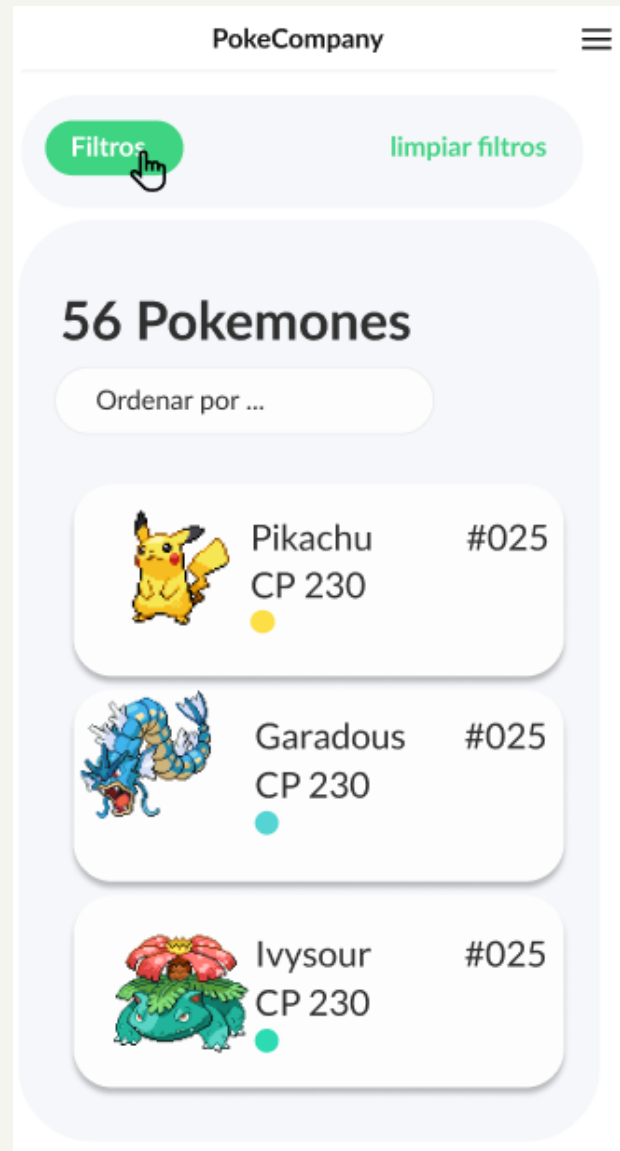 PokeCompany
Filtros
limpiar filtros
56 Pokemones
Ordenar por ...
Pikachu #025
CP 230
Garadous #025
CP 230
Ivysour #025
CP 230